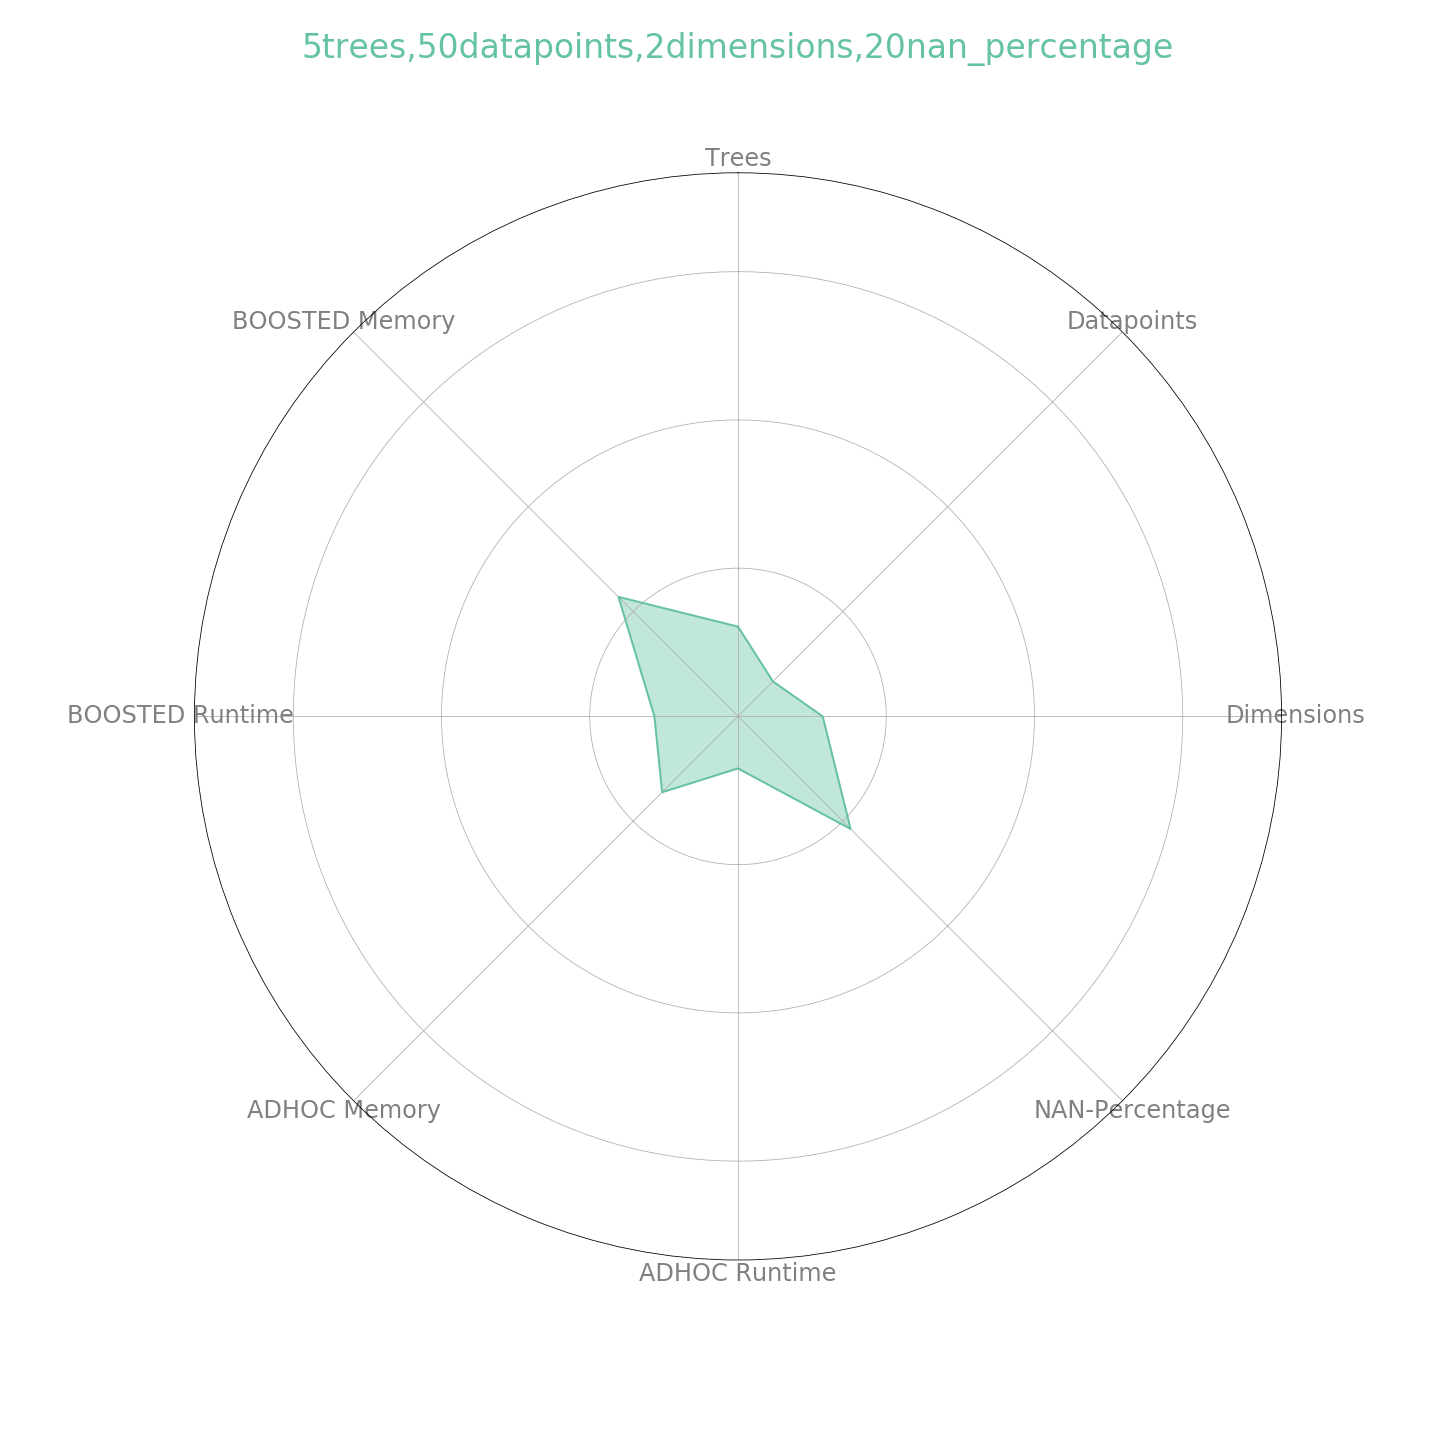 5trees,50datapoints,2dimensions,20nan_percentage
Trees
BOOSTED Memory
Datapoints
BOOSTED Runtime
Dimensions
ADHOC Memory
NAN-Percentage
ADHOC Runtime